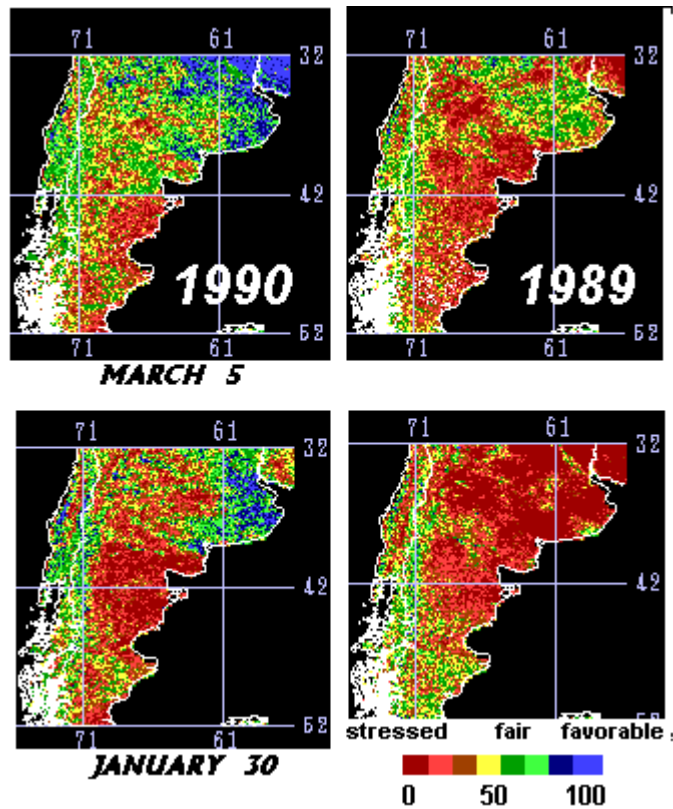 71 61 71 61
32 32
42 42
1990 1989
52 52
71 61 71 61
MARCH 5
71 61 71 61
32 32
42 42
52
71 61
stressed fair favorable
JANUARY 30
0 50 100